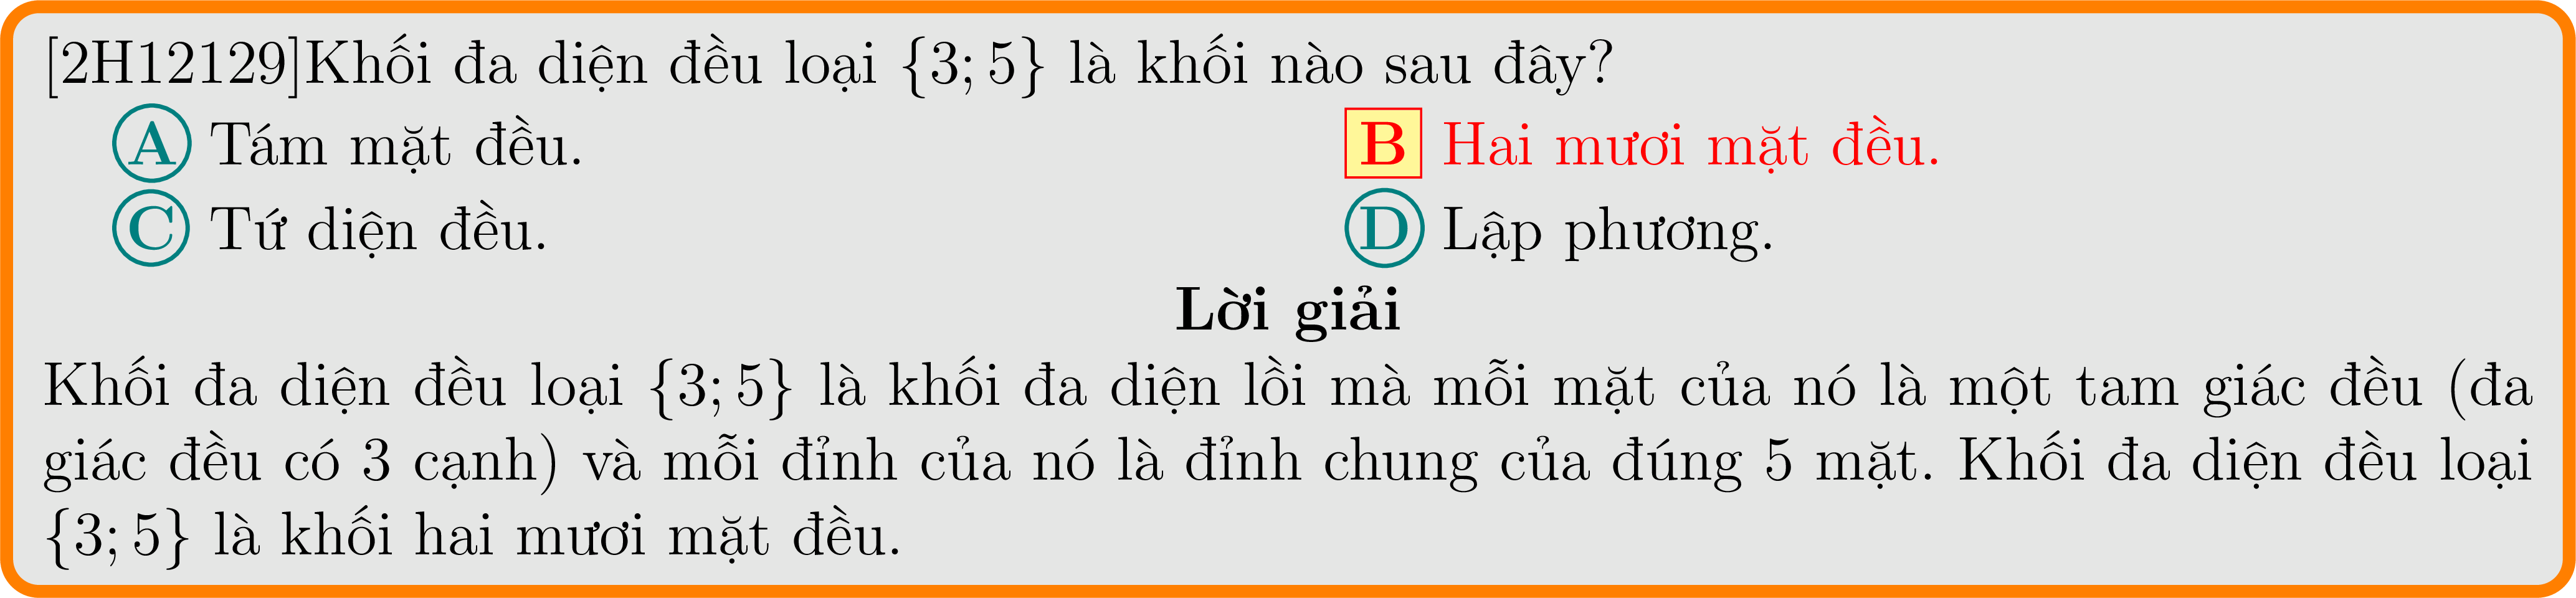 [2H12129]Khối đa diện đều loại {3; 5} là khối nào sau đây?
A Tám mặt đều. B Hai mươi mặt đều.
C Tứ diện đều. D Lập phương.
Lời giải
Khối đa diện đều loại {3; 5} là khối đa diện lồi mà mỗi mặt của nó là một tam giác đều (đa
giác đều có 3 cạnh) và mỗi đỉnh của nó là đỉnh chung của đúng 5 mặt. Khối đa diện đều loại
{3; 5} là khối hai mươi mặt đều.